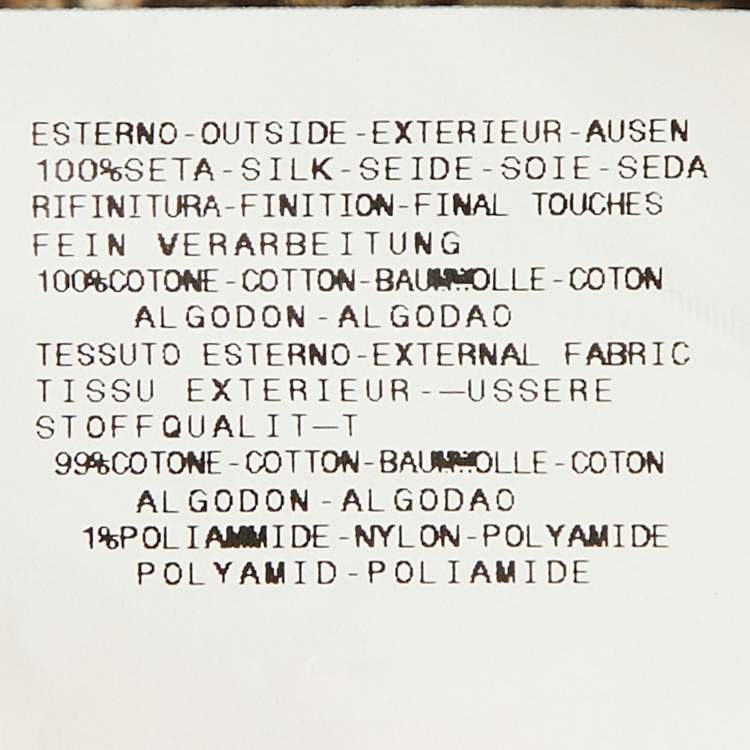 ESTERNO-OUTSIDE-EXTERIEUR-AUSEN
100%SETA-SILK-SEIDE-SOIE-SEDA
RIFINITURA-FINITION-FINAL TOUCHES
FEIN VERARBEITUNG
100%COTONE-COTTON-BAUMWOLLE-COTON
ALGODON-ALGODAO
TESSUTO ESTERNO-EXTERNAL FABRIC
TISSU EXTERIEUR-—USSERE
STOFFQUALIT—T
99%COTONE-COTTON-BAUMWOLLE-COTON
ALGODON-ALGODAO
1%POLIAMMIDE-NYLON-POLYAMIDE
POLYAMID-POLIAMIDE